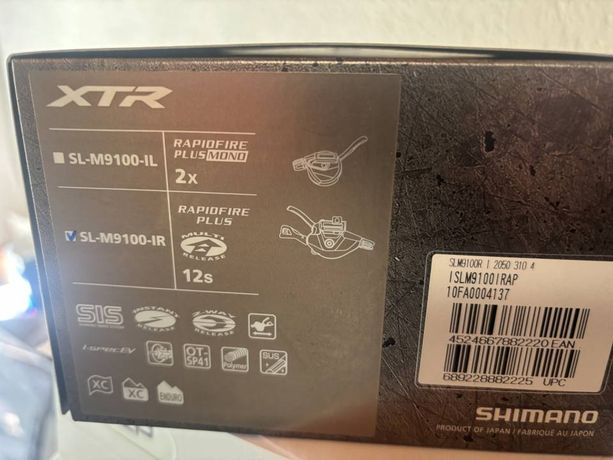 XTR
SL-M9100-IL
RAPIDFIRE
PLUS MONO
2x
SL-M9100-IR
RAPIDFIRE
PLUS
MULTI
RELEASE
12s
SIS
INSTANT
RELEASE
2-WAY
RELEASE
I-SPEC EV
OT-
SP41
Polymer
SUS
XC
XC
ENDURO
SLM9100R I 2050 310 4
ISLM9100IRAP
10FA0004137
4524667882220 EAN
689228882225 UPC
SHIMANO
PRODUCT OF JAPAN / FABRIQUÉ AU JAPON